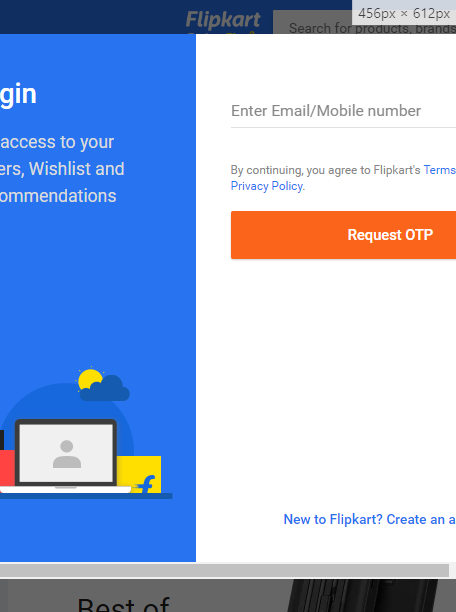 456px × 612px
Flipkart
Search for products, brands
gin
Enter Email/Mobile number
access to your
ers, Wishlist and
ommendations
By continuing, you agree to Flipkart's Terms
Privacy Policy.
Request OTP
New to Flipkart? Create an a
Best of